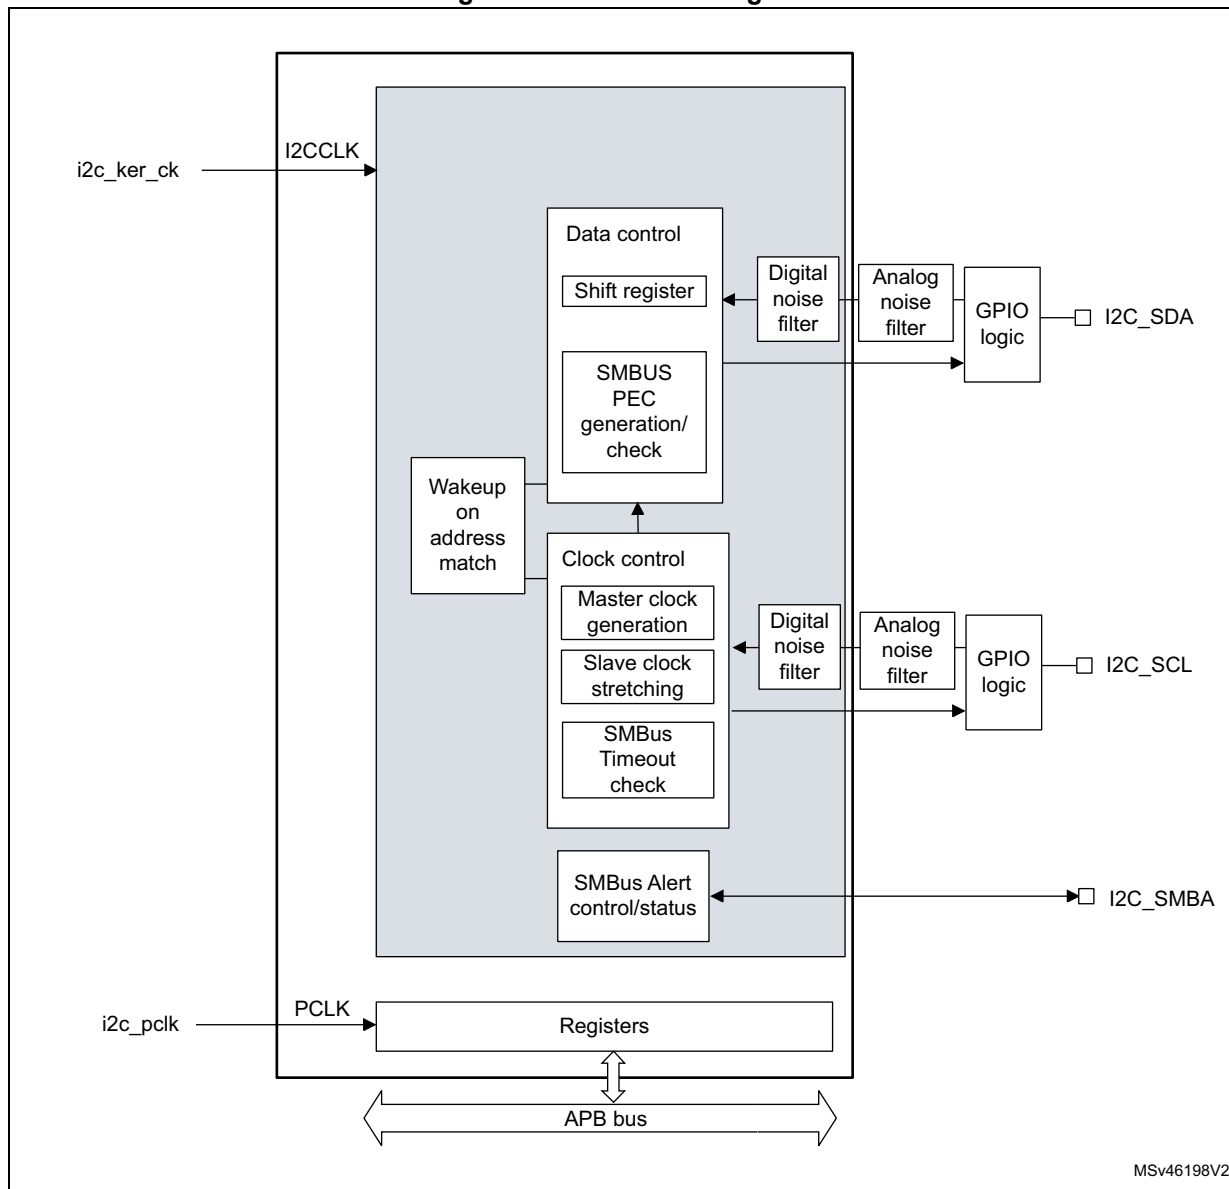 I2CCLK
i2c_ker_ck
Data control
Shift register
SMBUS
PEC
generation/
check
Digital
noise
filter
Analog
noise
filter
GPIO
logic
I2C_SDA
Wakeup
on
address
match
Clock control
Master clock
generation
Slave clock
stretching
SMBus
Timeout
check
Digital
noise
filter
Analog
noise
filter
GPIO
logic
I2C_SCL
SMBus Alert
control/status
I2C_SMBA
PCLK
i2c_pclk
Registers
APB bus
MSv46198V2